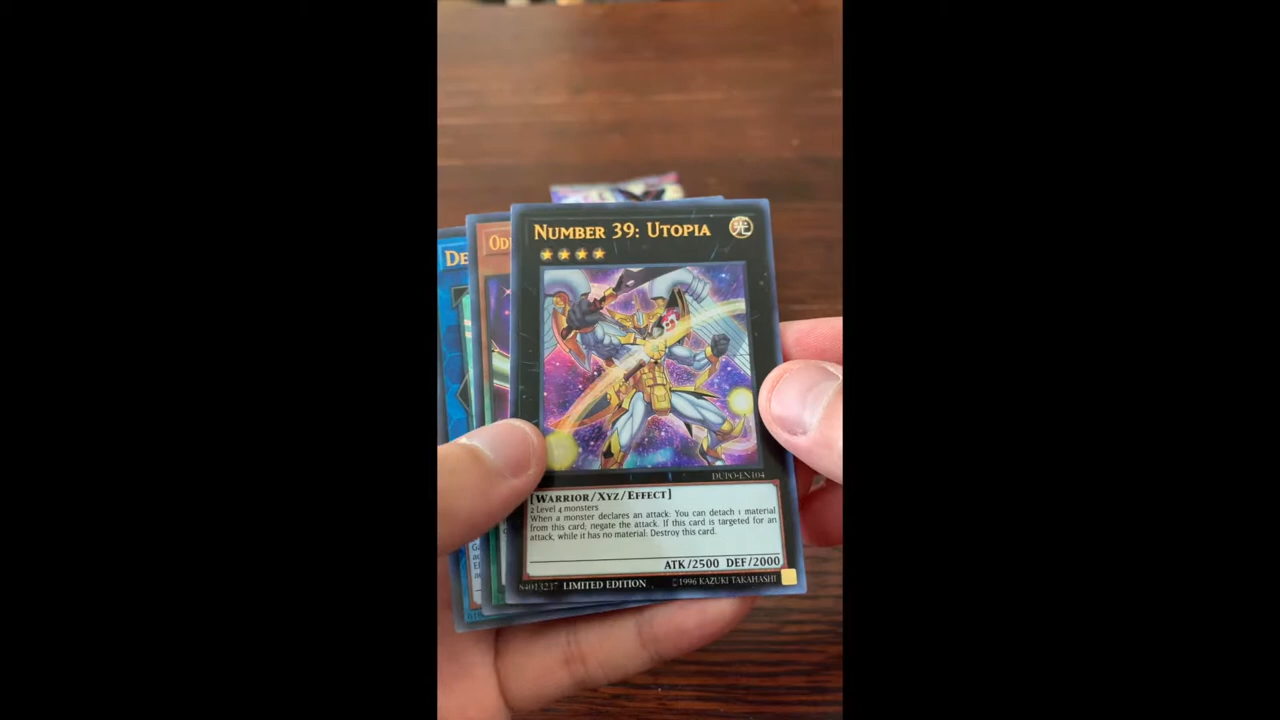 NUMBER 39: UTOPIA
光
DE
OD
39
DUPO-EN104
[WARRIOR/XYZ/EFFECT]
2 Level 4 monsters
When a monster declares an attack: You can detach 1 material
from this card; negate the attack. If this card is targeted for an
attack, while it has no material: Destroy this card.
ATK/2500 DEF/2000
84013237 LIMITED EDITION ©1996 KAZUKI TAKAHASHI